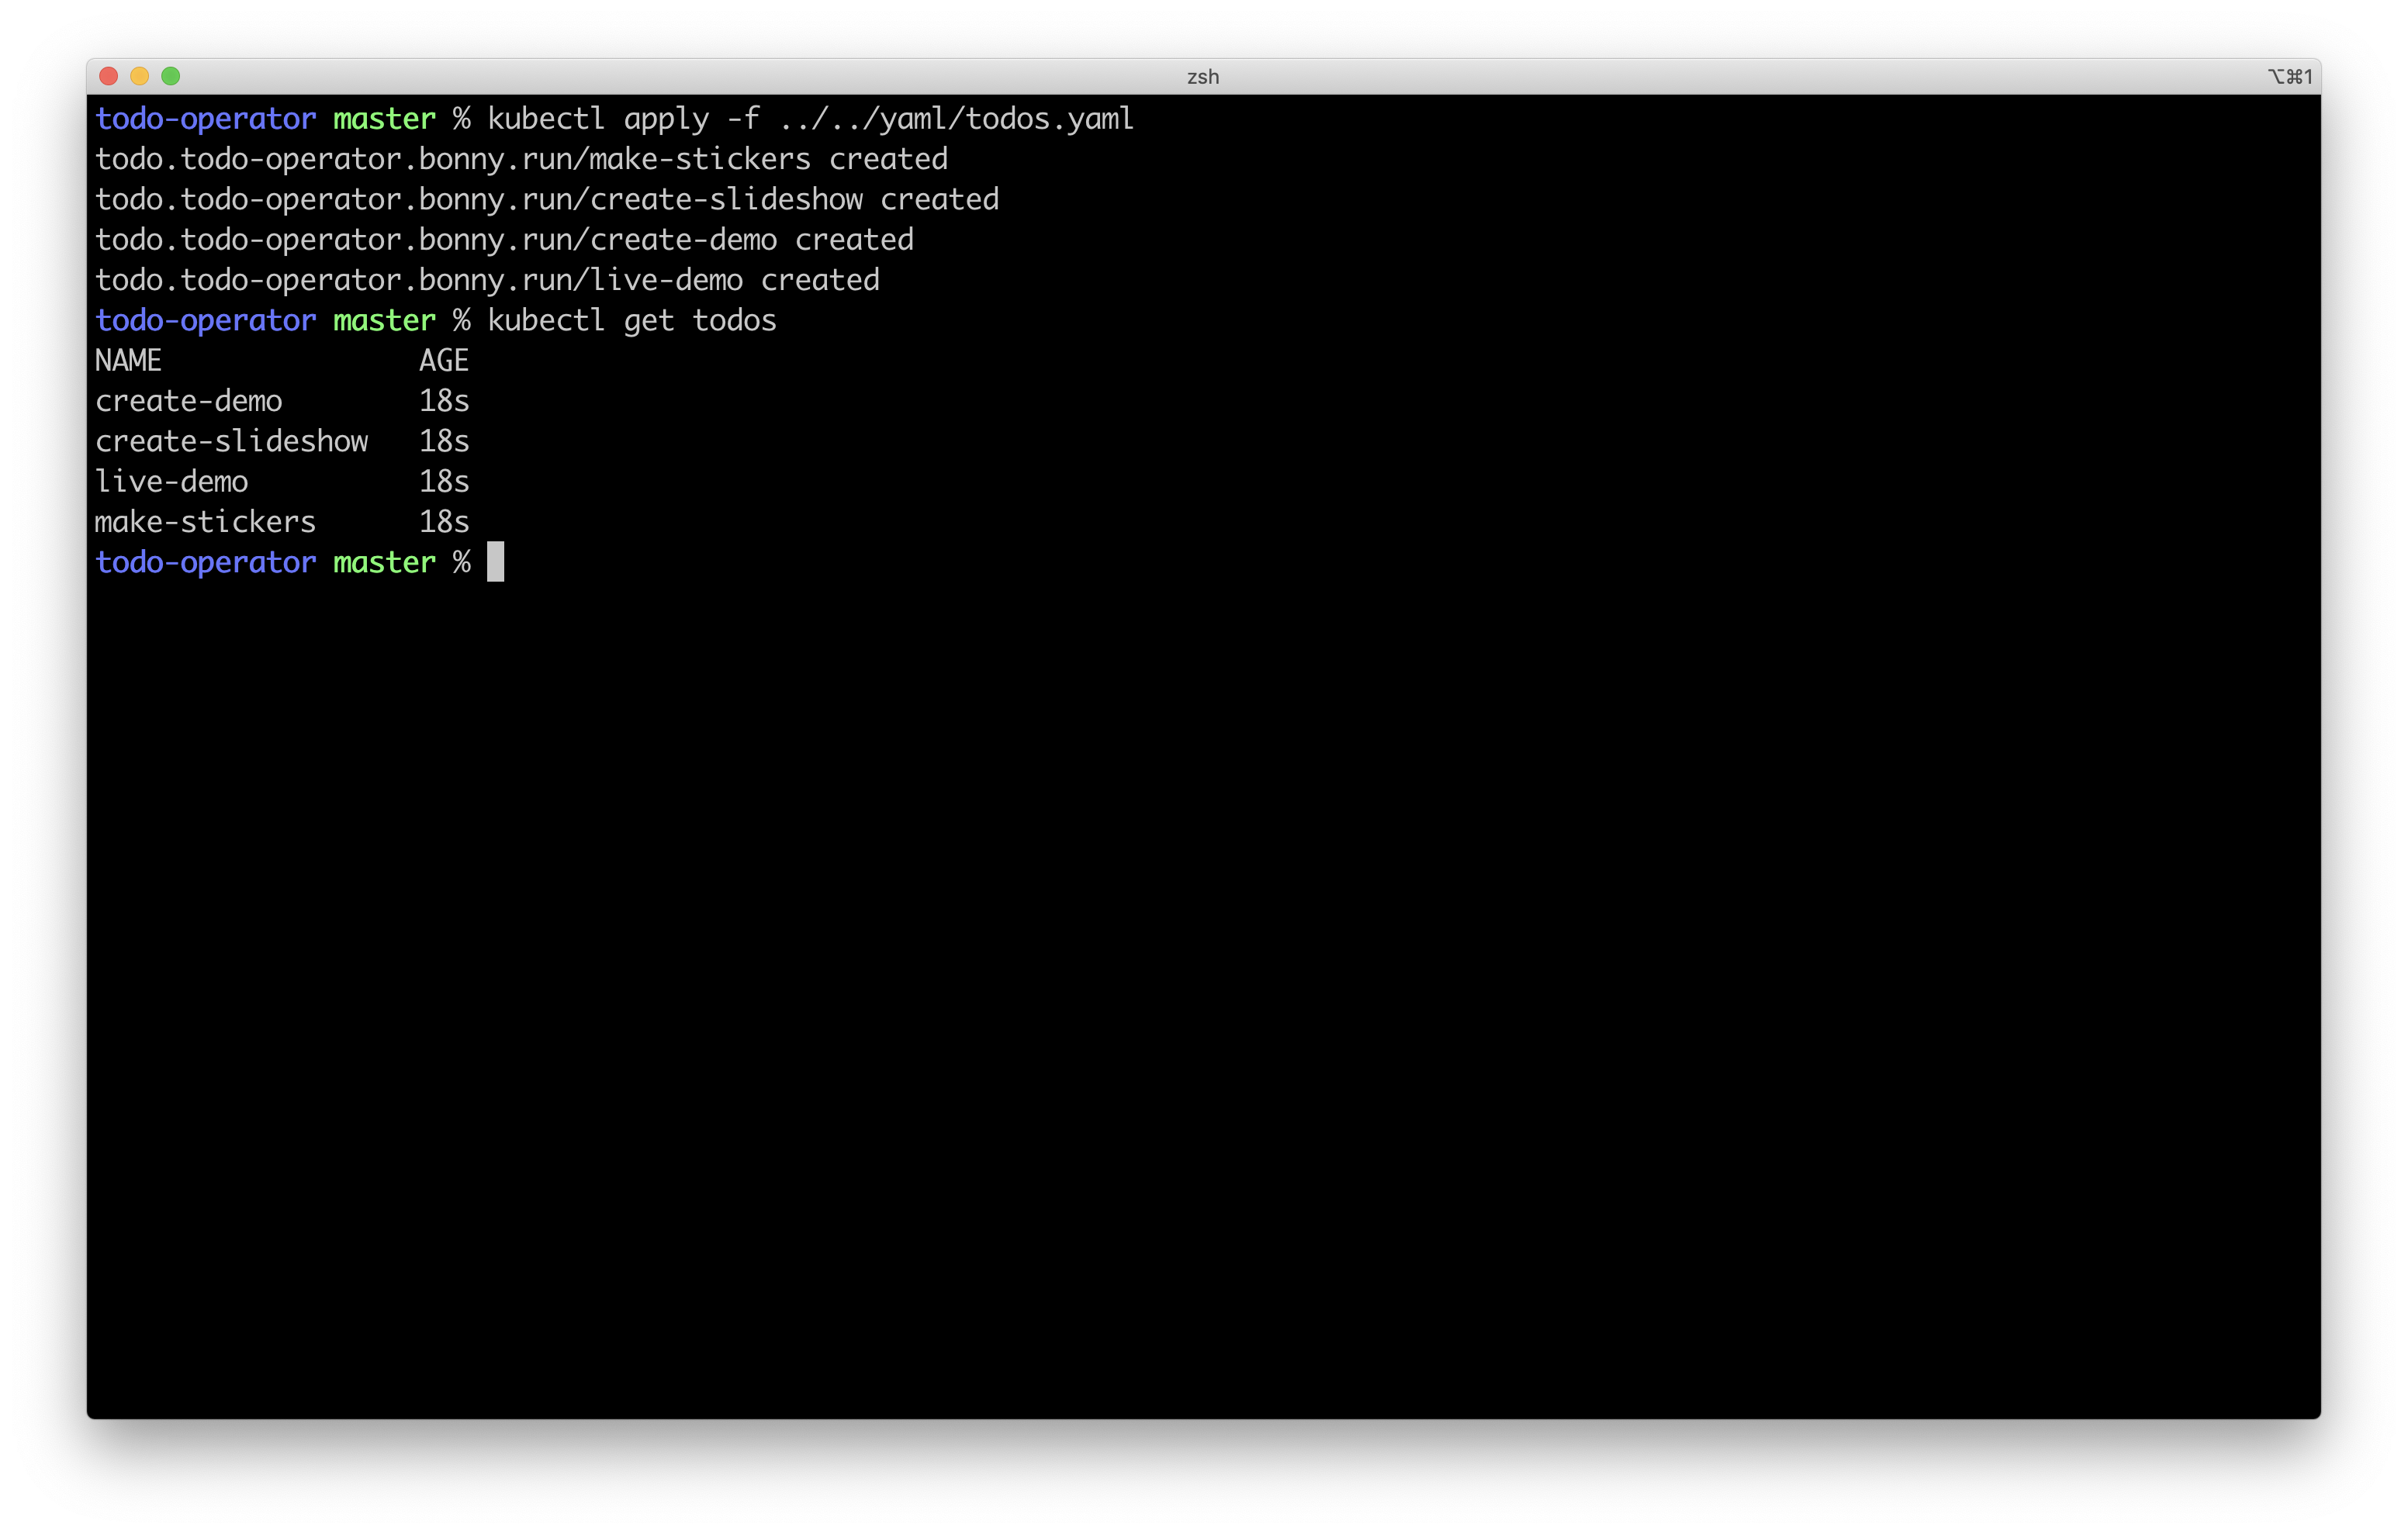 zsh
⌥⌘1
todo-operator master % kubectl apply -f ../../yaml/todos.yaml
todo.todo-operator.bonny.run/make-stickers created
todo.todo-operator.bonny.run/create-slideshow created
todo.todo-operator.bonny.run/create-demo created
todo.todo-operator.bonny.run/live-demo created
todo-operator master % kubectl get todos
NAME                AGE
create-demo         18s
create-slideshow    18s
live-demo           18s
make-stickers       18s
todo-operator master %